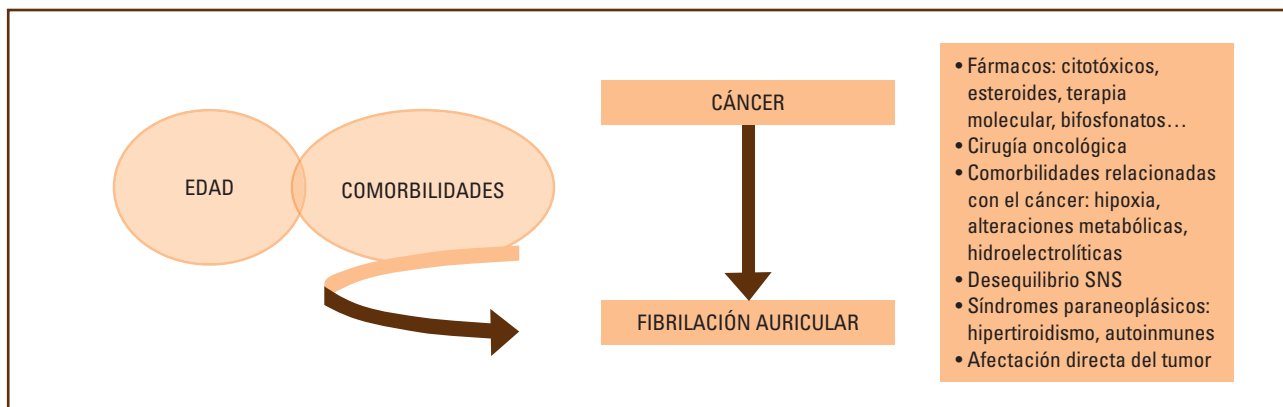 EDAD
COMORBILIDADES
CÁNCER
FIBRILACIÓN AURICULAR
• Fármacos: citotóxicos,
esteroides, terapia
molecular, bifosfonatos…
• Cirugía oncológica
• Comorbilidades relacionadas
con el cáncer: hipoxia,
alteraciones metabólicas,
hidroelectrolíticas
• Desequilibrio SNS
• Síndromes paraneoplásicos:
hipertiroidismo, autoinmunes
• Afectación directa del tumor